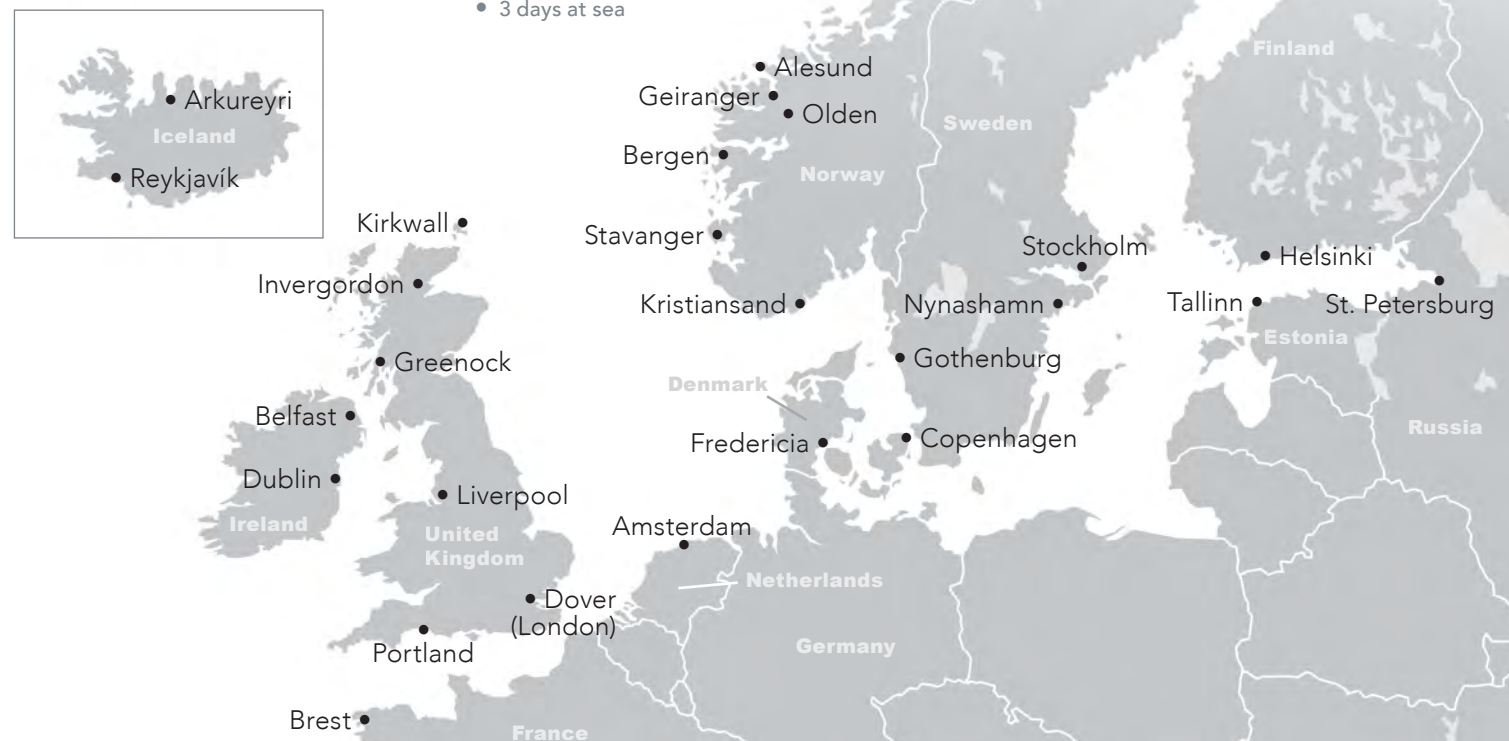 • 3 days at sea
Arkureyri
Iceland
Reykjavík
Alesund
Geiranger
Olden
Bergen
Norway
Sweden
Finland
Kirkwall
Stavanger
Stockholm
Helsinki
Invergordon
Kristiansand
Nynashamn
Tallinn
St. Petersburg
Estonia
Greenock
Gothenburg
Denmark
Belfast
Fredericia
Copenhagen
Russia
Dublin
Liverpool
Ireland
United
Kingdom
Amsterdam
Netherlands
Dover
(London)
Portland
Germany
Brest
France